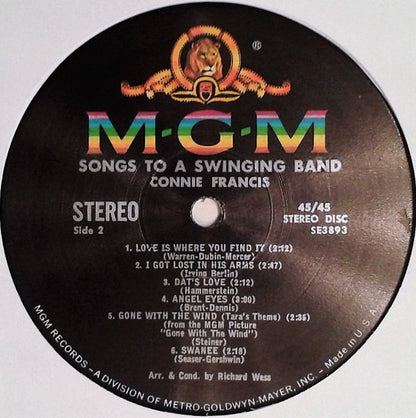 ®
M-G-M
SONGS TO A SWINGING BAND
CONNIE FRANCIS
STEREO
Side 2
45/45
STEREO DISC
SE3893
1. LOVE IS WHERE YOU FIND IT (2:12)
(Warren-Dubin-Mercer)
2. I GOT LOST IN HIS ARMS (2:47)
(Irving Berlin)
3. DAT'S LOVE (2:12)
(Hammerstein)
4. ANGEL EYES (3:00)
(Brent-Dennis)
5. GONE WITH THE WIND (Tara's Theme) (2:35)
(from the MGM Picture
"Gone With The Wind")
(Steiner)
6. SWANEE (2:18)
(Seaser-Gershwin)
Arr. & Cond. by Richard Wess
MGM RECORDS – A DIVISION OF METRO-GOLDWYN-MAYER, INC. – Made in U.S.A.